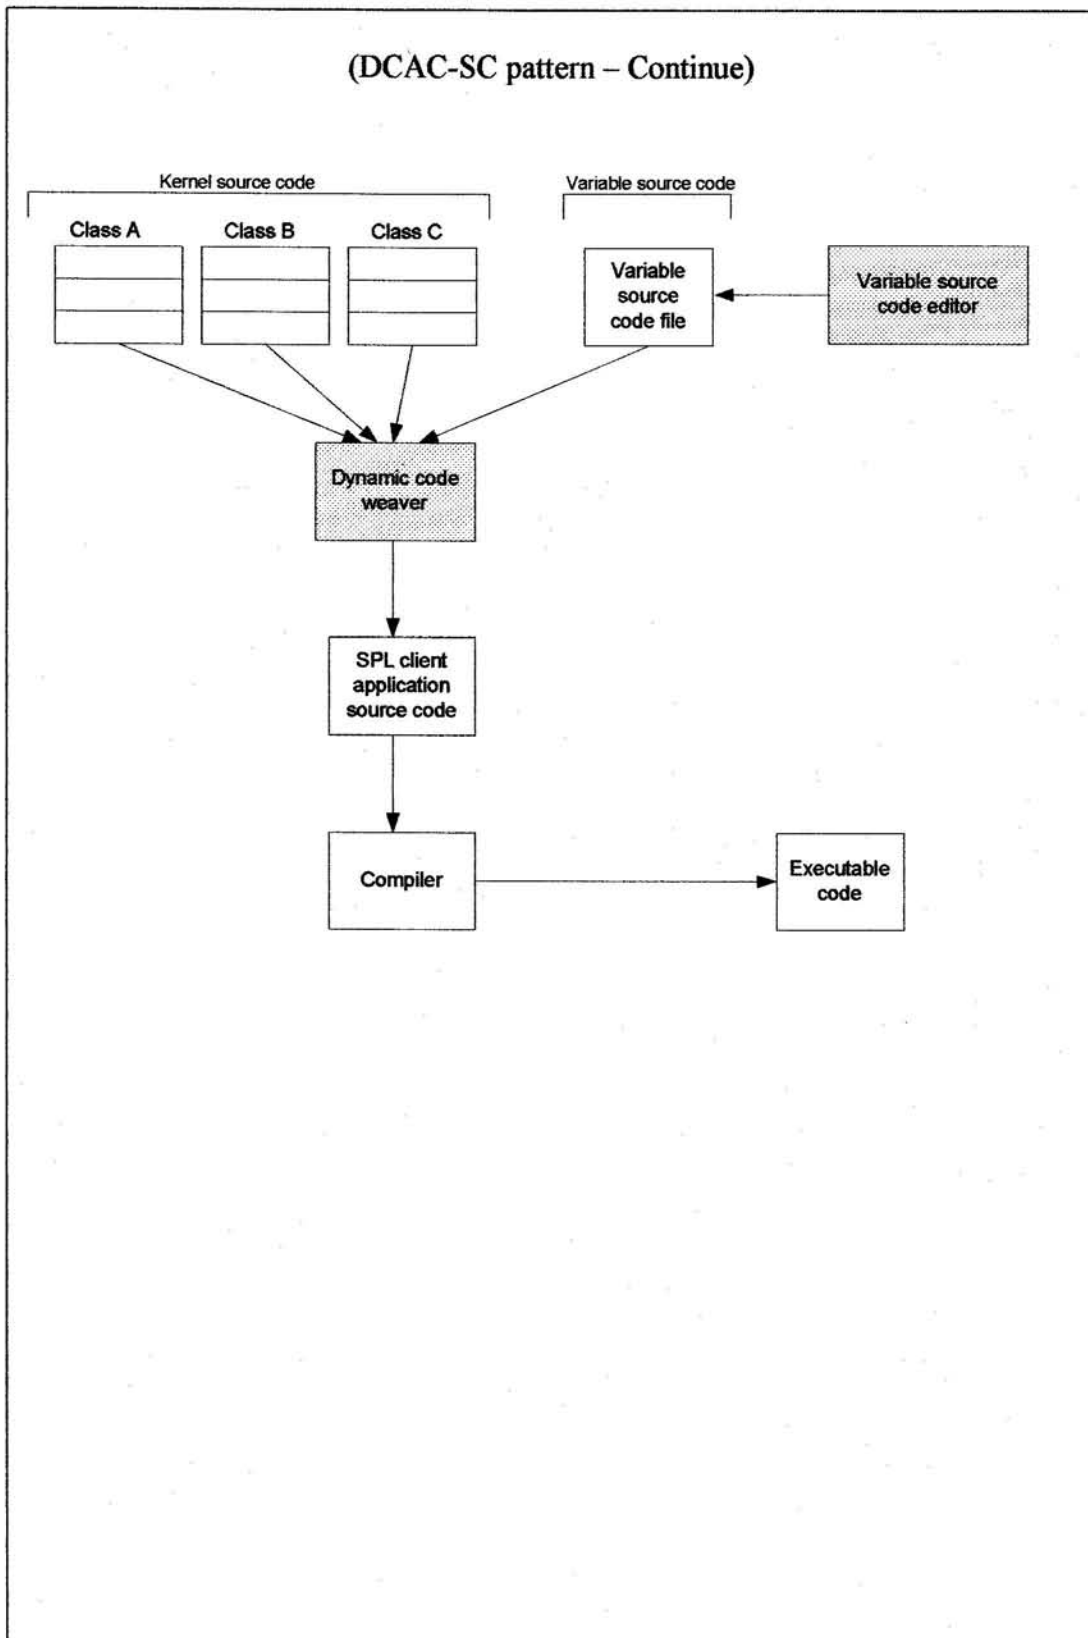 (DCAC-SC pattern – Continue)
Kernel source code
Variable source code
Class A
Class B
Class C
Variable
source
code file
Variable source
code editor
Dynamic code
weaver
SPL client
application
source code
Compiler
Executable
code